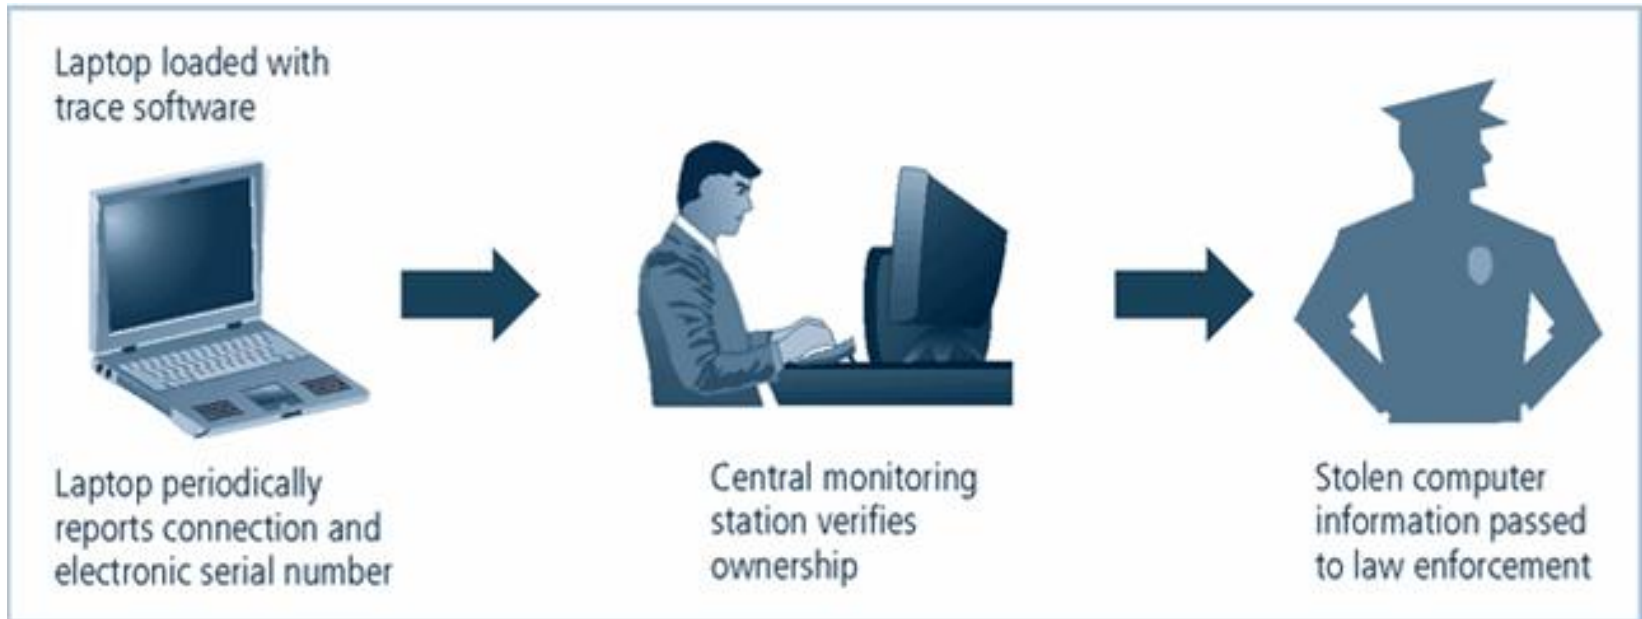 Laptop loaded with
trace software
Laptop periodically
reports connection and
electronic serial number
Central monitoring
station verifies
ownership
Stolen computer
information passed
to law enforcement